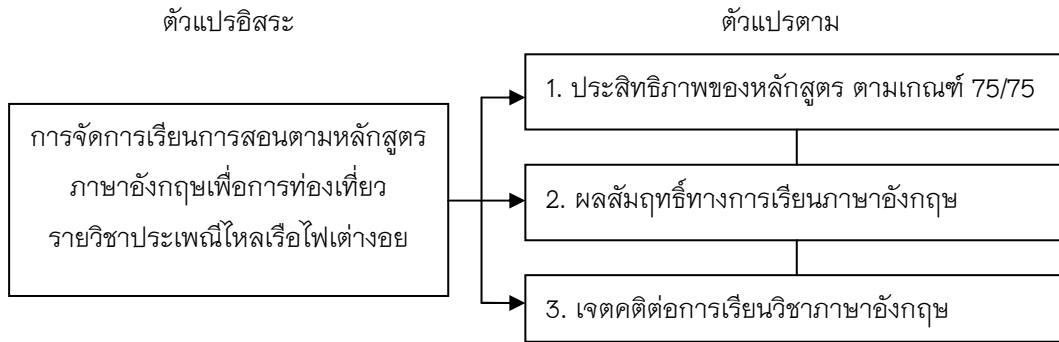 ตัวแปรอิสระ
ตัวแปรตาม
การจัดการเรียนการสอนตามหลักสูตร
ภาษาอังกฤษเพื่อการท่องเที่ยว
รายวิชาประเพณีไหลเรือไฟเต่างอย
1. ประสิทธิภาพของหลักสูตร ตามเกณฑ์ 75/75
2. ผลสัมฤทธิ์ทางการเรียนภาษาอังกฤษ
3. เจตคติต่อการเรียนวิชาภาษาอังกฤษ